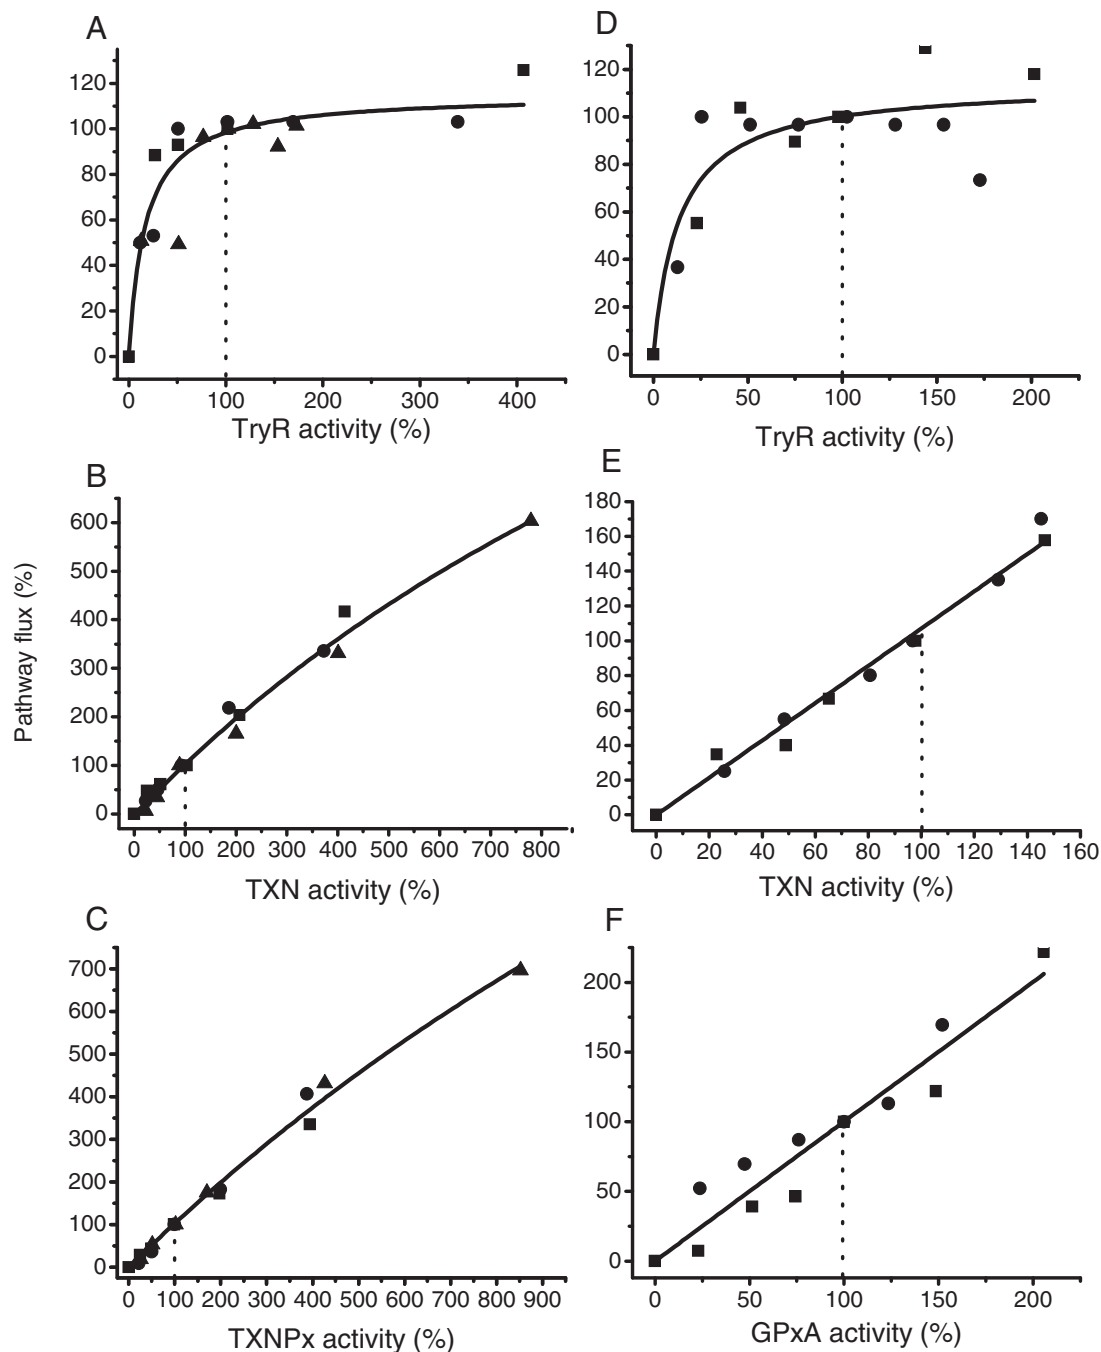 A
120
100
80
60
40
20
0
0 100 200 300 400
TryR activity (%)
D
120
100
80
60
40
20
0
0 50 100 150 200
TryR activity (%)
Pathway flux (%)
B
600
500
400
300
200
100
0
0 100 200 300 400 500 600 700 800
TXN activity (%)
E
180
160
140
120
100
80
60
40
20
0
0 20 40 60 80 100 120 140 160
TXN activity (%)
C
700
600
500
400
300
200
100
0
0 100 200 300 400 500 600 700 800 900
TXNPx activity (%)
F
200
150
100
50
0
0 50 100 150 200
GPxA activity (%)